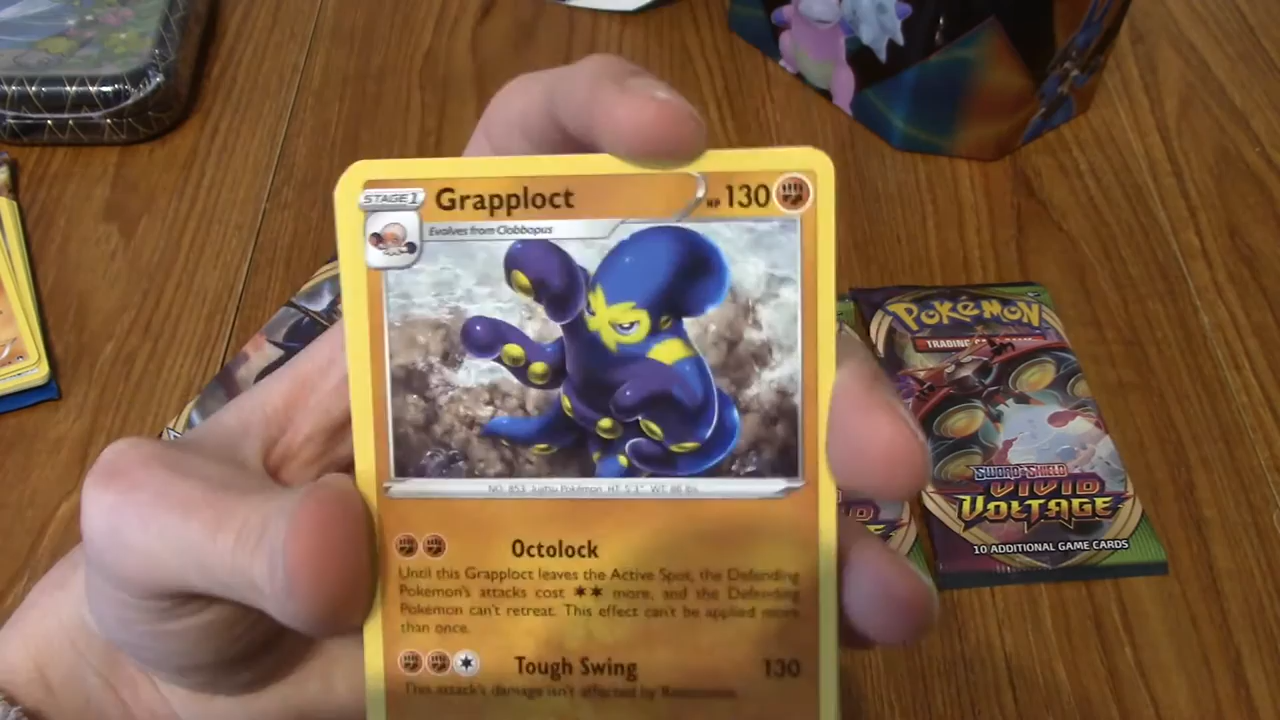 STAGE 1
Grapploct
HP 130
Evolves from Clobbopus
NO. 853 Jujitsu Pokémon HT: 5'3" WT: 86 lbs.
Octolock
Until this Grapploct leaves the Active Spot, the Defending
Pokémon's attacks cost ✶✶ more, and the Defending
Pokémon can't retreat. This effect can't be applied more
than once.
Tough Swing 130
This attack's damage isn't affected by Resistance.
POKÉMON
TRADING CARD GAME
SWORD & SHIELD
VIVID
VOLTAGE
10 ADDITIONAL GAME CARDS